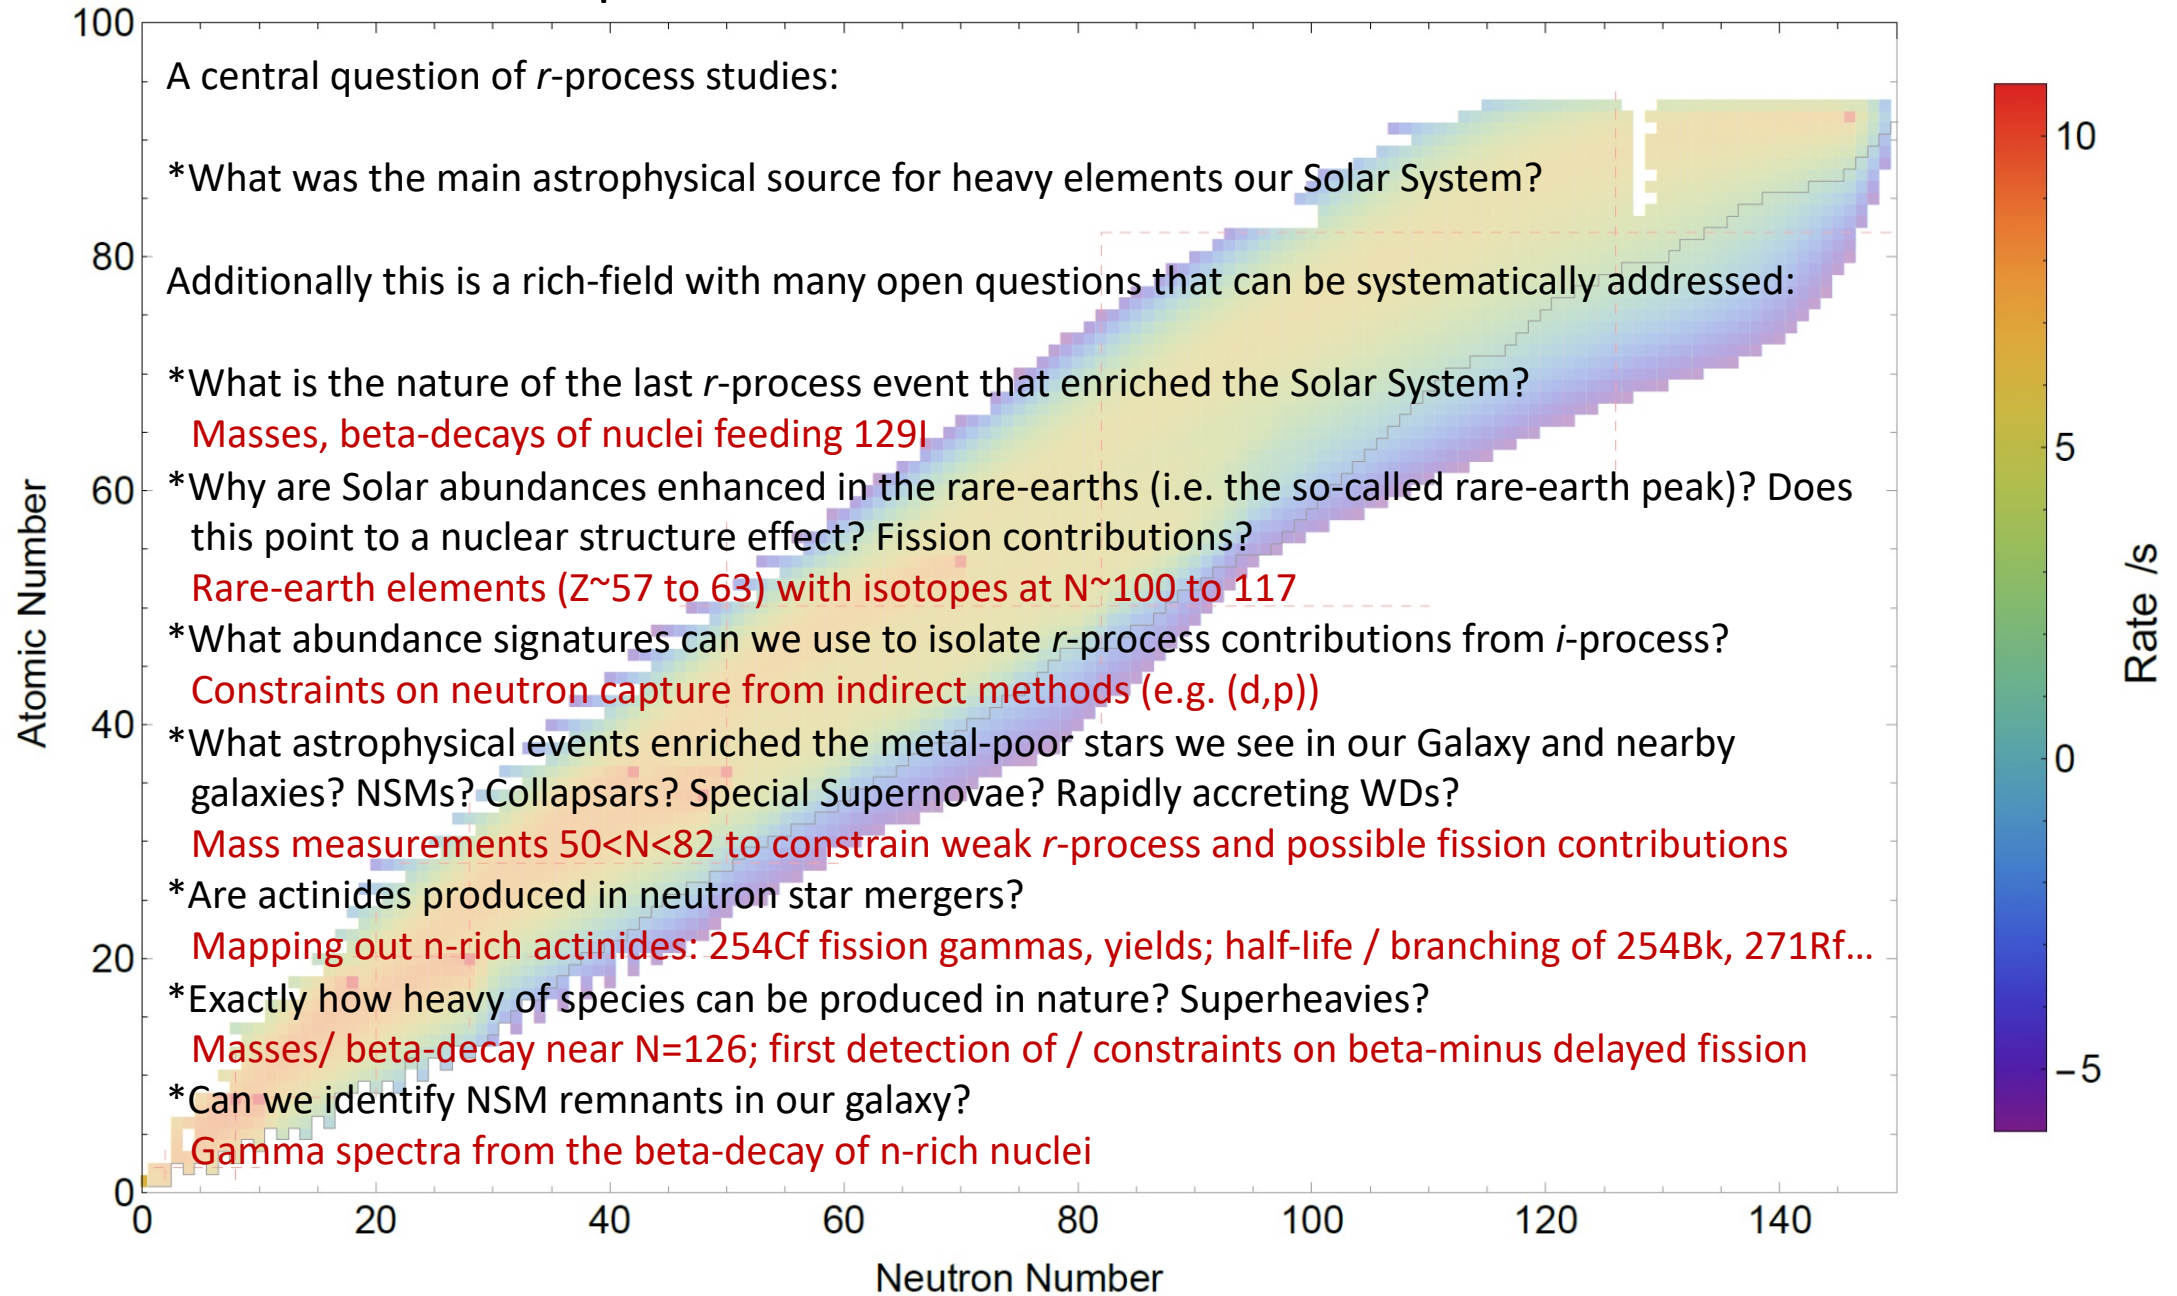 A central question of r-process studies:
*What was the main astrophysical source for heavy elements our Solar System?
Additionally this is a rich-field with many open questions that can be systematically addressed:
*What is the nature of the last r-process event that enriched the Solar System?
Masses, beta-decays of nuclei feeding 129I
*Why are Solar abundances enhanced in the rare-earths (i.e. the so-called rare-earth peak)? Does
this point to a nuclear structure effect? Fission contributions?
Rare-earth elements (Z~57 to 63) with isotopes at N~100 to 117
*What abundance signatures can we use to isolate r-process contributions from i-process?
Constraints on neutron capture from indirect methods (e.g. (d,p))
*What astrophysical events enriched the metal-poor stars we see in our Galaxy and nearby
galaxies? NSMs? Collapsars? Special Supernovae? Rapidly accreting WDs?
Mass measurements 50<N<82 to constrain weak r-process and possible fission contributions
*Are actinides produced in neutron star mergers?
Mapping out n-rich actinides: 254Cf fission gammas, yields; half-life / branching of 254Bk, 271Rf…
*Exactly how heavy of species can be produced in nature? Superheavies?
Masses/ beta-decay near N=126; first detection of / constraints on beta-minus delayed fission
*Can we identify NSM remnants in our galaxy?
Gamma spectra from the beta-decay of n-rich nuclei
Atomic Number
100
80
60
40
20
0
0 20 40 60 80 100 120 140
Neutron Number
10
5
0
−5
Rate /s